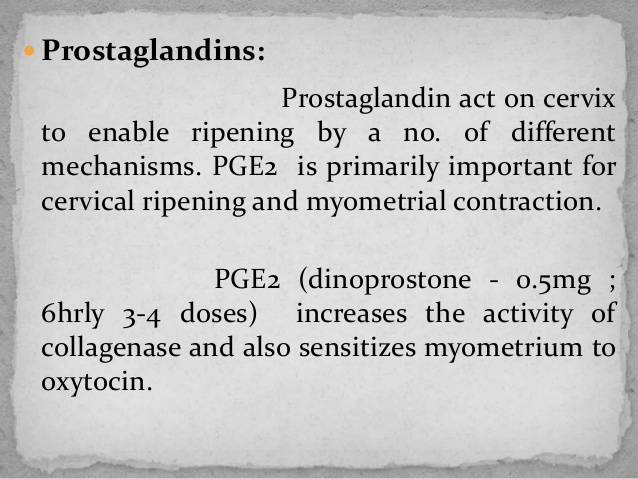 Prostaglandins:
Prostaglandin act on cervix
to enable ripening by a no. of different
mechanisms. PGE2 is primarily important for
cervical ripening and myometrial contraction.
PGE2 (dinoprostone - 0.5mg ;
6hrly 3-4 doses) increases the activity of
collagenase and also sensitizes myometrium to
oxytocin.